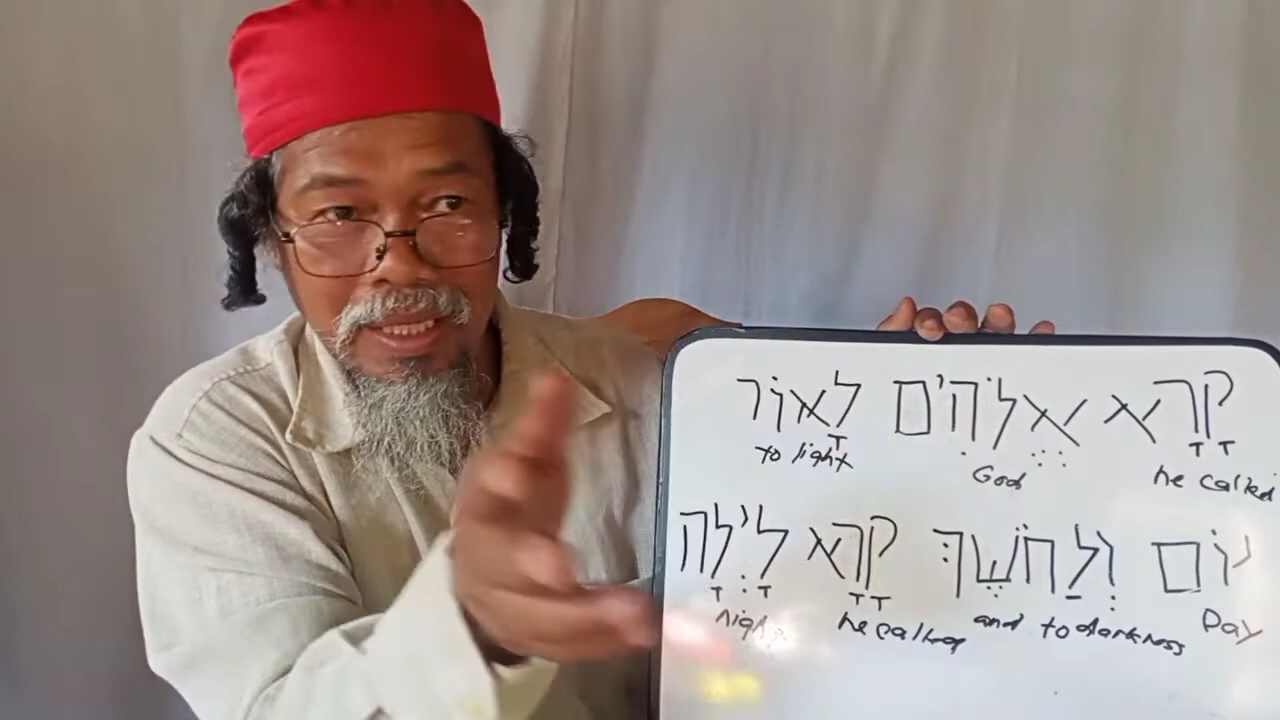 קָרָא אֱלֹהִים לָאוֹר
to light God he called
יוֹם וְלַחֹשֶׁךְ קָרָא לָיְלָה
night he called and to darkness Day